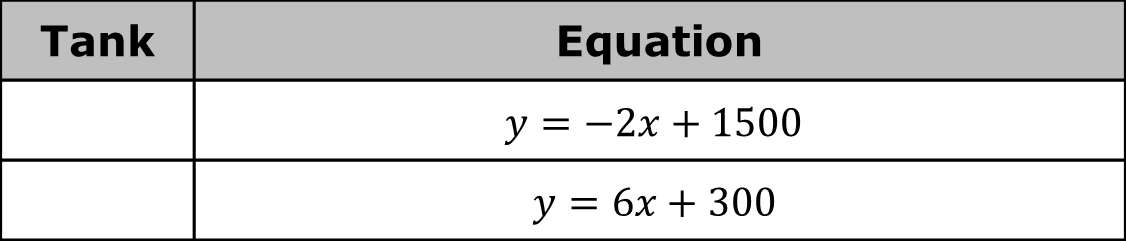 Tank Equation
y = −2x + 1500
y = 6x + 300